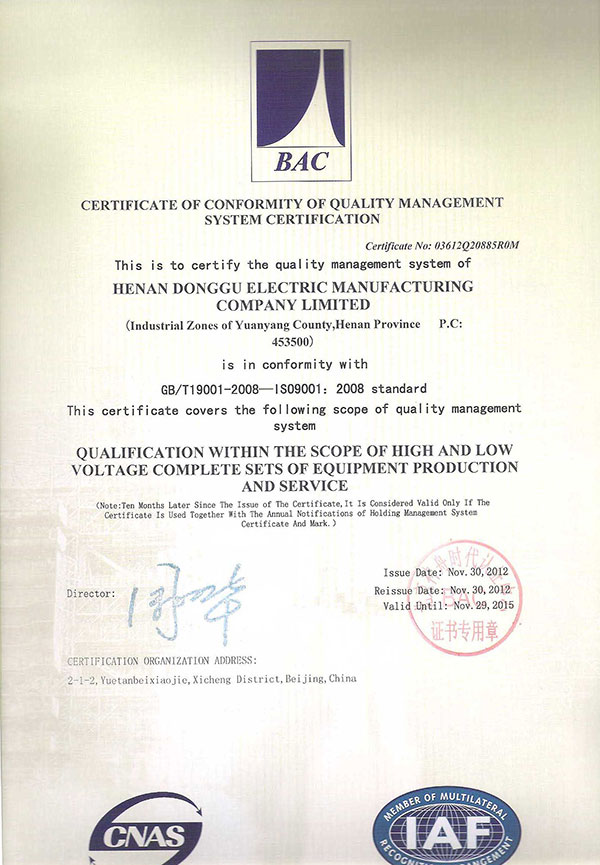 BAC
CERTIFICATE OF CONFORMITY OF QUALITY MANAGEMENT
SYSTEM CERTIFICATION
Certificate No: 03612Q20885R0M
This is to certify the quality management system of
HENAN DONGGU ELECTRIC MANUFACTURING
COMPANY LIMITED
(Industrial Zones of Yuanyang County,Henan Province P.C:
453500)
is in conformity with
GB/T19001-2008—ISO9001: 2008 standard
This certificate covers the following scope of quality management
system
QUALIFICATION WITHIN THE SCOPE OF HIGH AND LOW
VOLTAGE COMPLETE SETS OF EQUIPMENT PRODUCTION
AND SERVICE
(Note:Ten Months Later Since The Issue of The Certificate,It Is Considered Valid Only If The
Certificate Is Used Together With The Annual Notifications of Holding Management System
Certificate And Mark.)
Issue Date: Nov.30,2012
Director:
Reissue Date: Nov.30,2012
Valid Until: Nov.29,2015
时代认证
BAC
证书专用章
CERTIFICATION ORGANIZATION ADDRESS:
2-1-2,Yuetanbeixiaojie,Xicheng District,Beijing,China
CNAS
MEMBER OF MULTILATERAL
IAF